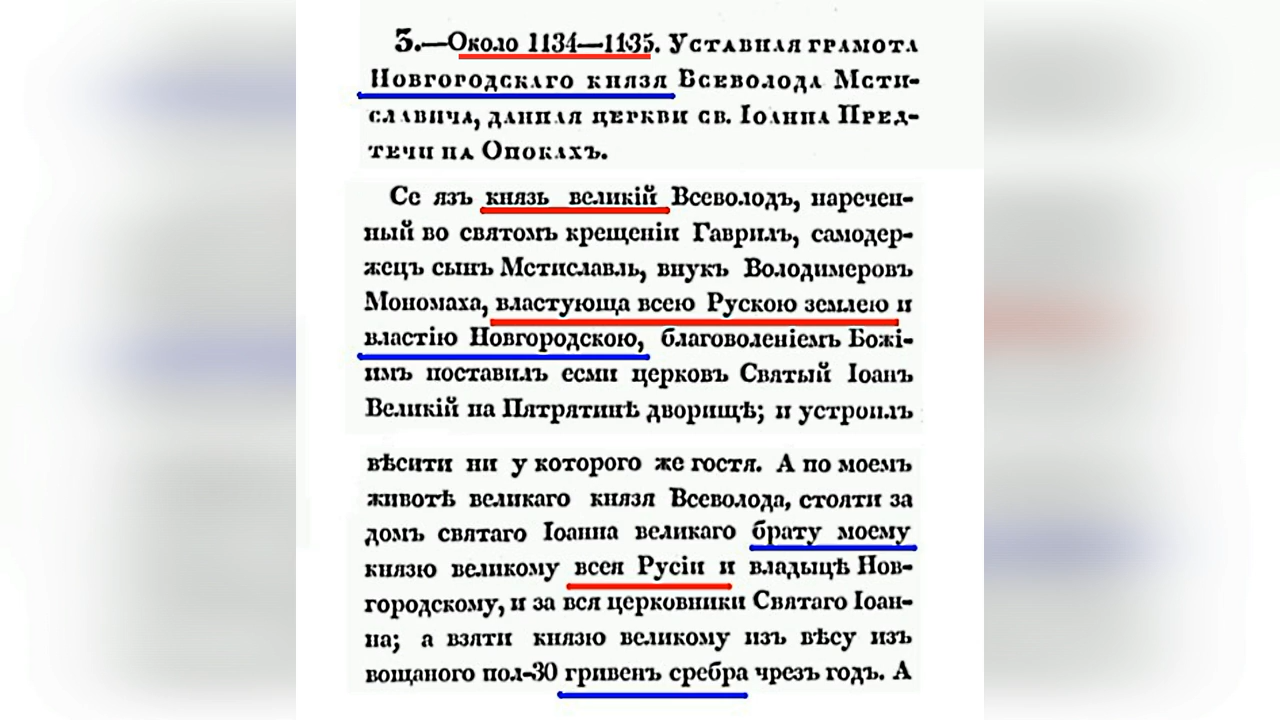 3.—Около 1134—1135. Уставная грамота
Новгородскаго князя Всеволода Мсти-
славича, данная церкви св. Іоанна Пред-
течи на Опокахъ.
Се язъ князь великій Всеволодъ, наречен-
ный во святомъ крещеніи Гаврилъ, самодер-
жецъ сынъ Мстиславль, внукъ Володимеровъ
Мономаха, властующа всею Рускою землею и
властію Новгородскою, благоволеніемъ Божі-
имъ поставилъ есми церковъ Святый Іоанъ
Великій на Пятрятинѣ дворищѣ; и устроилъ
вѣсити ни у которого же гостя. А по моемъ
животѣ великаго князя Всеволода, стояти за
домъ святаго Іоанна великаго брату моему
князю великому всея Русіи и владыцѣ Нов-
городскому, и за вся церковники Святаго Іоан-
на; а взяти князю великому изъ вѣсу изъ
вощаного пол-30 гривенъ сребра чрезъ годъ. А